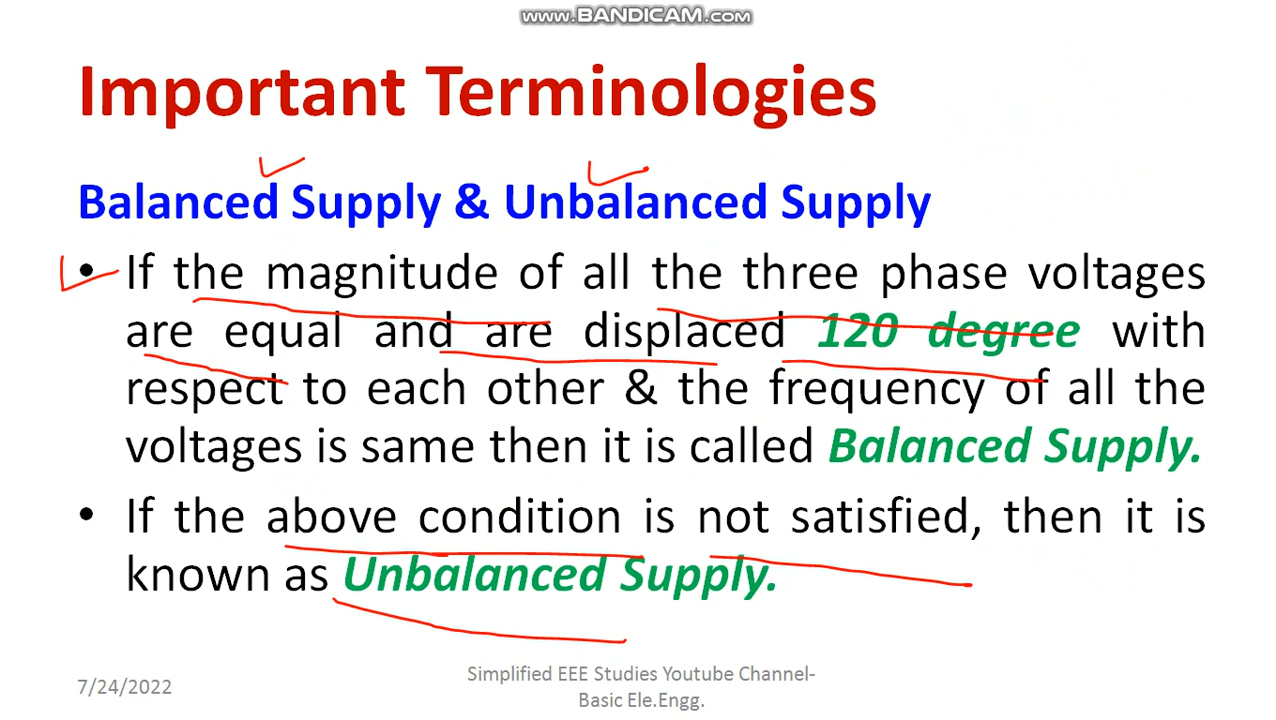 www.BANDICAM.com
Important Terminologies
Balanced Supply & Unbalanced Supply
• If the magnitude of all the three phase voltages
are equal and are displaced 120 degree with
respect to each other & the frequency of all the
voltages is same then it is called Balanced Supply.
• If the above condition is not satisfied, then it is
known as Unbalanced Supply.
7/24/2022
Simplified EEE Studies Youtube Channel-
Basic Ele.Engg.